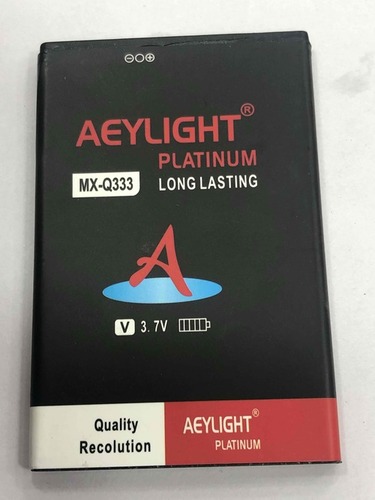 AEYLIGHT®
PLATINUM
MX-Q333 LONG LASTING
A
V 3.7V
Quality
Recolution
AEYLIGHT®
PLATINUM